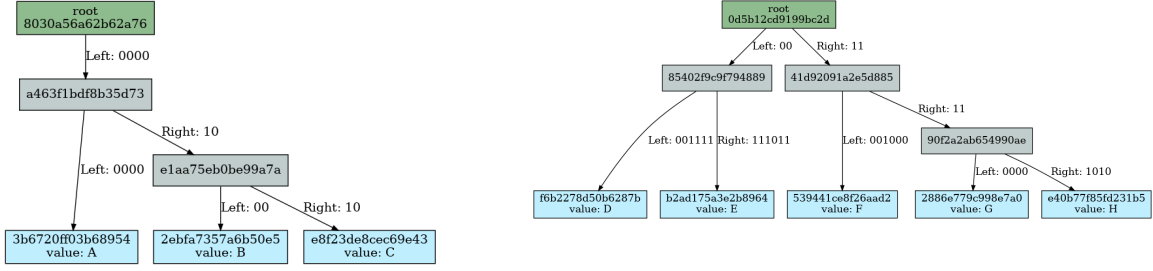 root
8030a56a62b62a76
Left: 0000
a463f1bdf8b35d73
Right: 10
Left: 0000
e1aa75eb0be99a7a
Left: 00
Right: 10
3b6720ff03b68954
value: A
2ebfa7357a6b50e5
value: B
e8f23de8cec69e43
value: C
root
0d5b12cd9199bc2d
Left: 00
Right: 11
85402f9c9f794889
41d92091a2e5d885
Right: 11
Left: 001111
Right: 111011
Left: 001000
90f2a2ab654990ae
Left: 0000
Right: 1010
f6b2278d50b6287b
value: D
b2ad175a3e2b8964
value: E
539441ce8f26aad2
value: F
2886e779c998e7a0
value: G
e40b77f85fd231b5
value: H